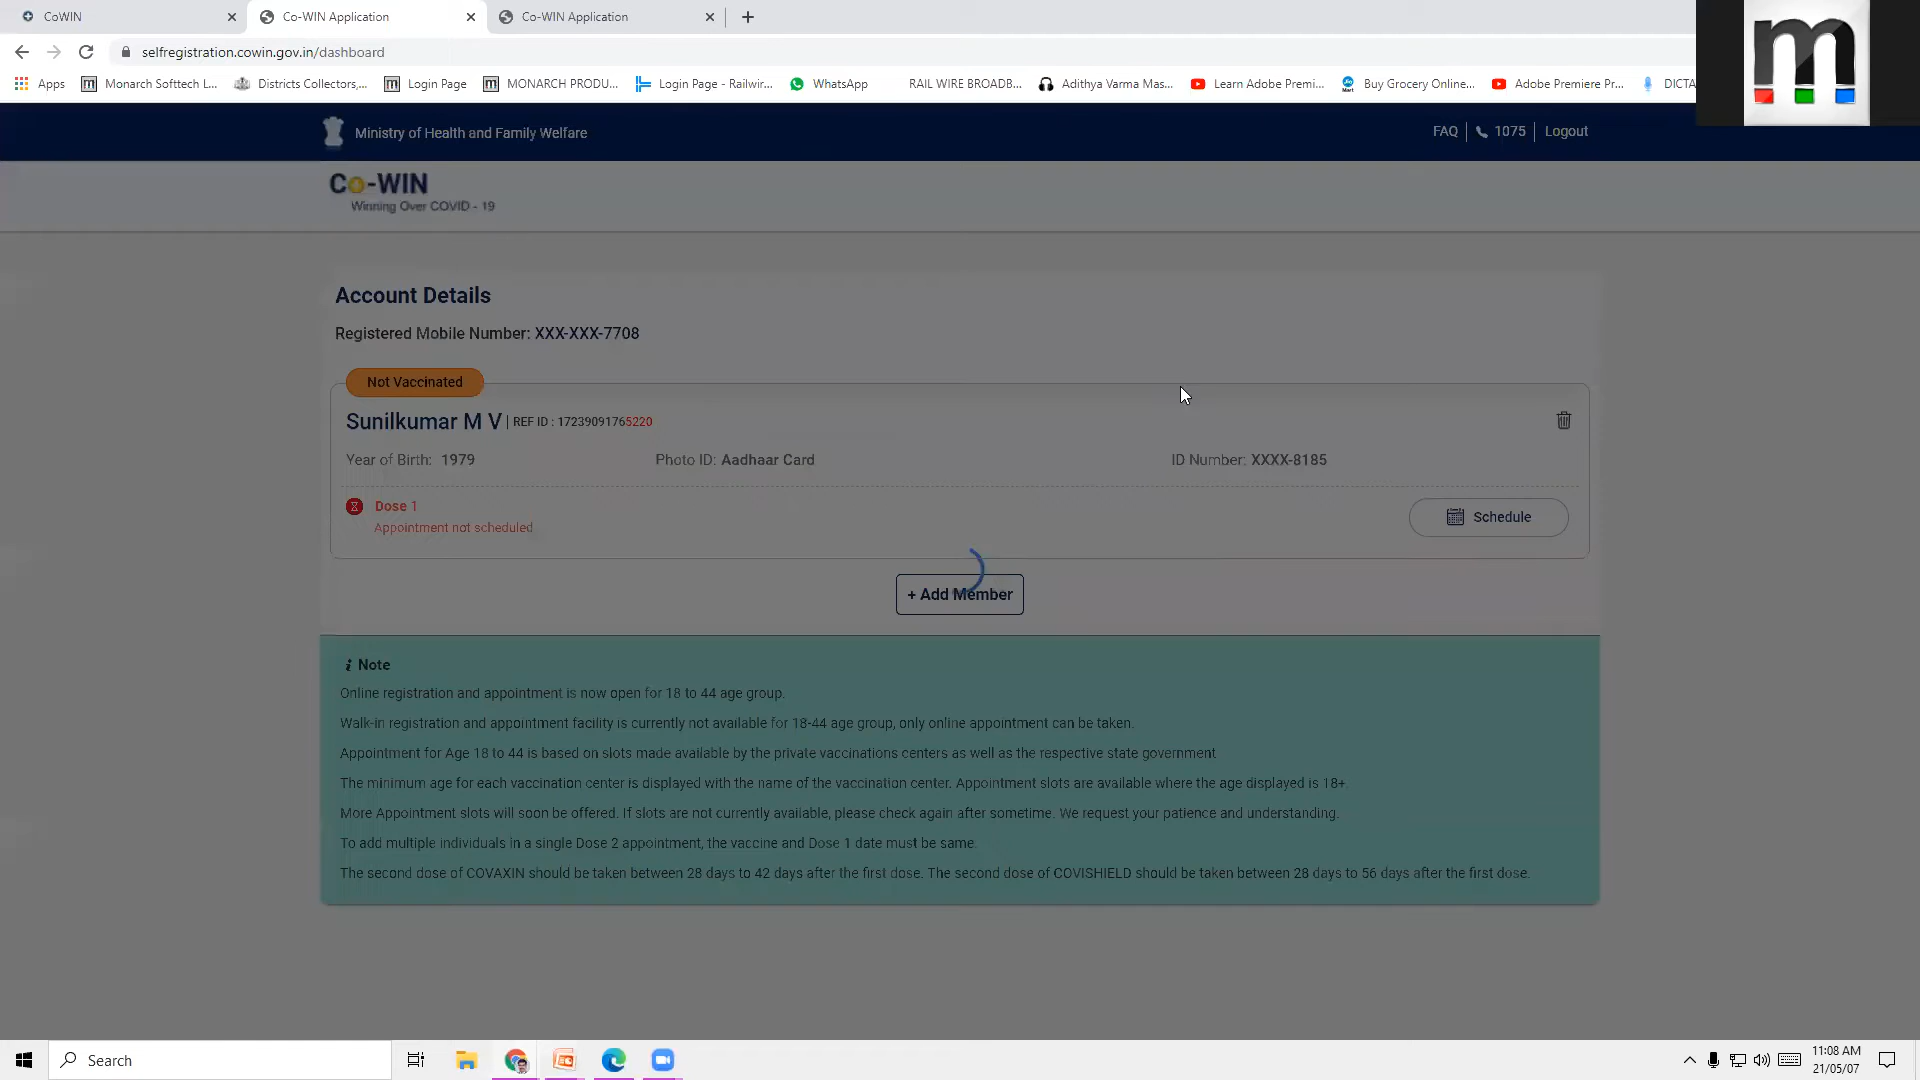 CoWIN
Co-WIN Application
Co-WIN Application
selfregistration.cowin.gov.in/dashboard
Apps
Monarch Softtech L...
Districts Collectors,...
Login Page
MONARCH PRODU...
Login Page - Railwir...
WhatsApp
RAIL WIRE BROADB...
Adithya Varma Mas...
Learn Adobe Premi...
Buy Grocery Online...
Adobe Premiere Pr...
DICTA
m
Ministry of Health and Family Welfare
FAQ
1075
Logout
Co-WIN
Winning Over COVID - 19
Account Details
Registered Mobile Number: XXX-XXX-7708
Not Vaccinated
Sunilkumar M V | REF ID : 17239091765220
Year of Birth: 1979
Photo ID: Aadhaar Card
ID Number: XXXX-8185
Dose 1
Appointment not scheduled
Schedule
+ Add Member
i Note
Online registration and appointment is now open for 18 to 44 age group.
Walk-in registration and appointment facility is currently not available for 18-44 age group, only online appointment can be taken.
Appointment for Age 18 to 44 is based on slots made available by the private vaccinations centers as well as the respective state government
The minimum age for each vaccination center is displayed with the name of the vaccination center. Appointment slots are available where the age displayed is 18+.
More Appointment slots will soon be offered. If slots are not currently available, please check again after sometime. We request your patience and understanding.
To add multiple individuals in a single Dose 2 appointment, the vaccine and Dose 1 date must be same.
The second dose of COVAXIN should be taken between 28 days to 42 days after the first dose. The second dose of COVISHIELD should be taken between 28 days to 56 days after the first dose.
Search
11:08 AM
21/05/07